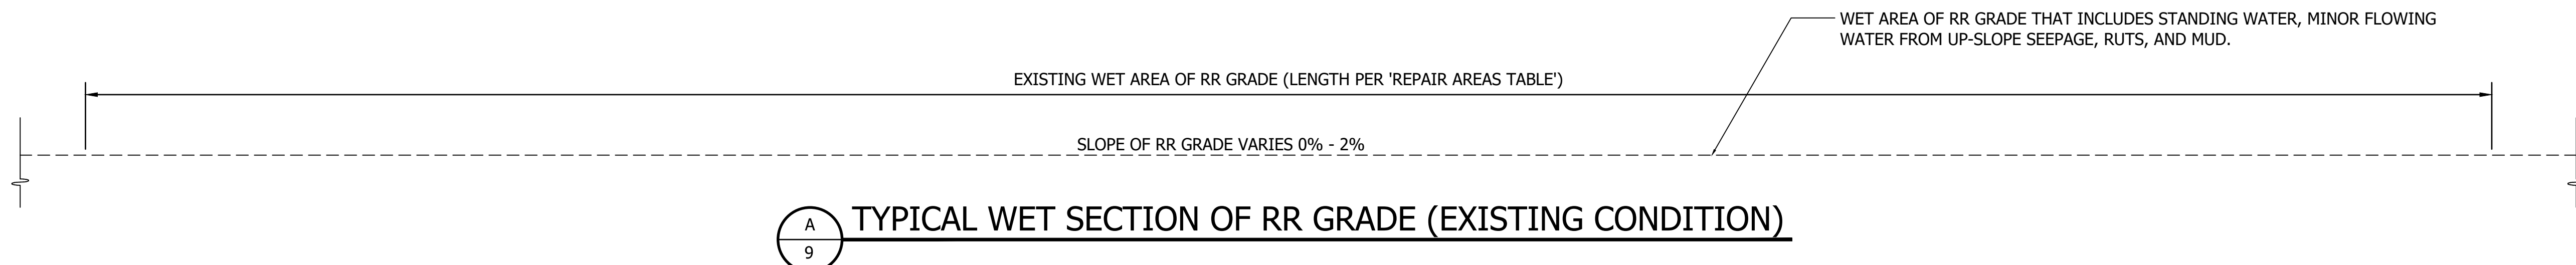 WET AREA OF RR GRADE THAT INCLUDES STANDING WATER, MINOR FLOWING
WATER FROM UP-SLOPE SEEPAGE, RUTS, AND MUD.
EXISTING WET AREA OF RR GRADE (LENGTH PER 'REPAIR AREAS TABLE')
SLOPE OF RR GRADE VARIES 0% - 2%
A
9
TYPICAL WET SECTION OF RR GRADE (EXISTING CONDITION)